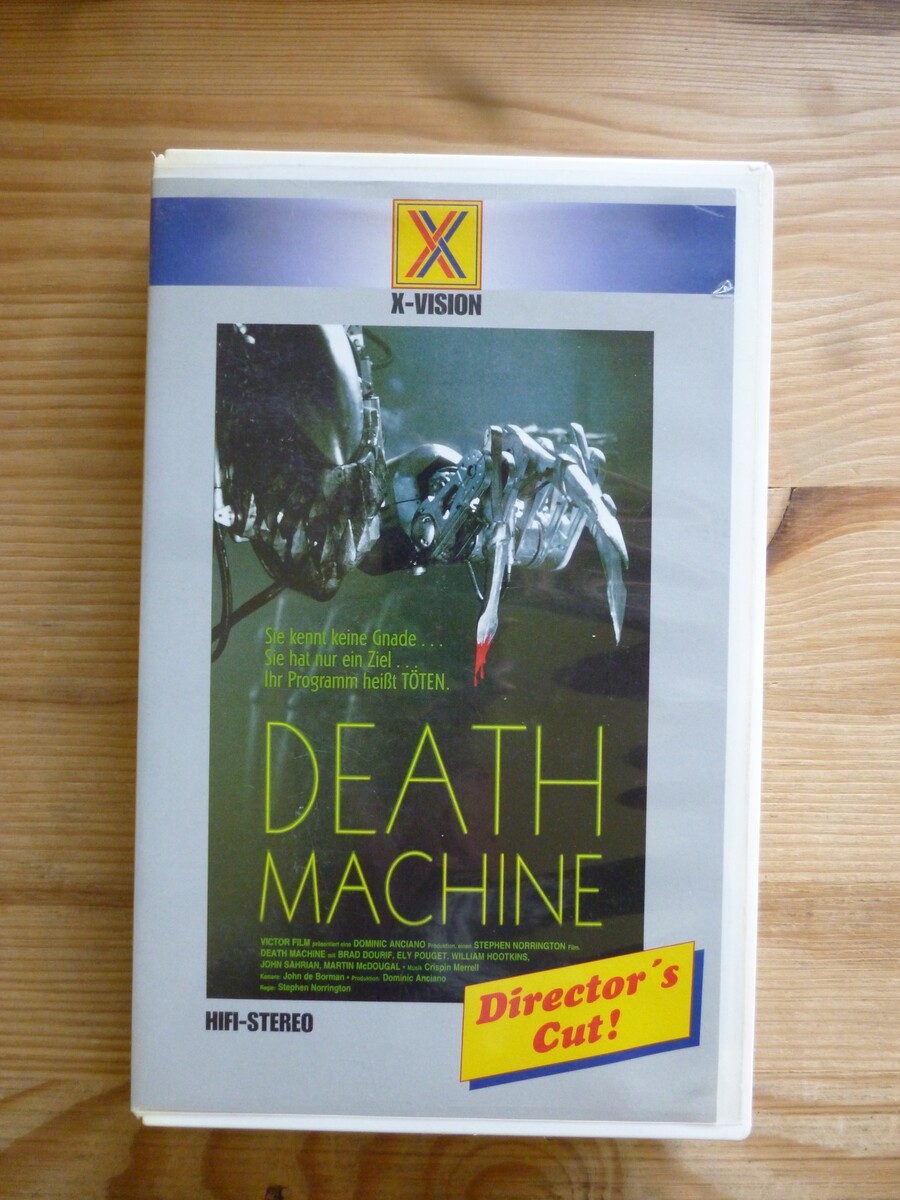 X
X-VISION
Sie kennt keine Gnade . . .
Sie hat nur ein Ziel . . .
Ihr Programm heißt TÖTEN.
DEATH
MACHINE
VICTOR FILM präsentiert eine DOMINIC ANCIANO Produktion, einen STEPHEN NORRINGTON Film.
DEATH MACHINE mit BRAD DOURIF, ELY POUGET, WILLIAM HOOTKINS,
JOHN SAHRIAN, MARTIN McDOUGAL • Musik Crispin Merrell
Kamera: John de Borman • Produktion: Dominic Anciano
Regie: Stephen Norrington
HIFI-STEREO
Director´s
Cut!